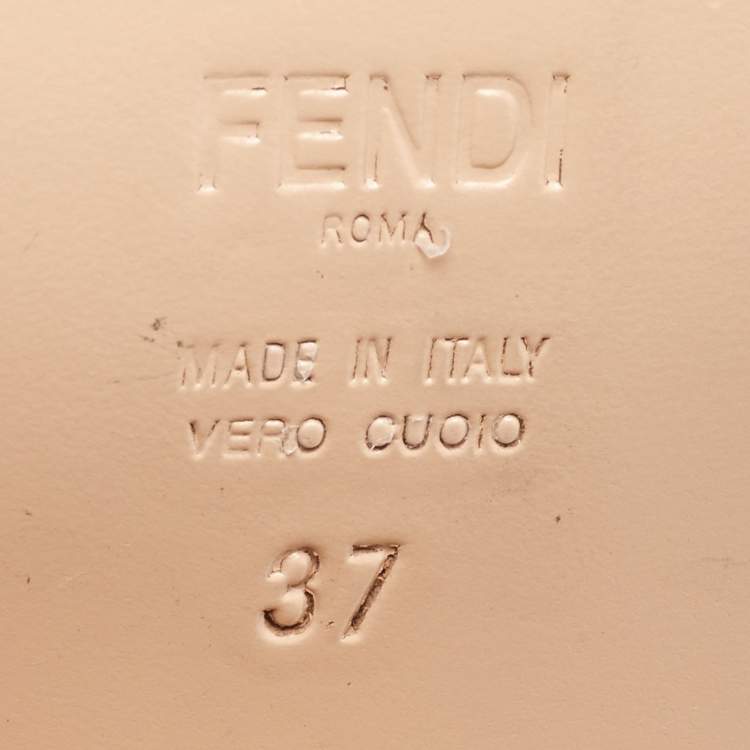 FENDI
ROMA
MADE IN ITALY
VERO CUOIO
37